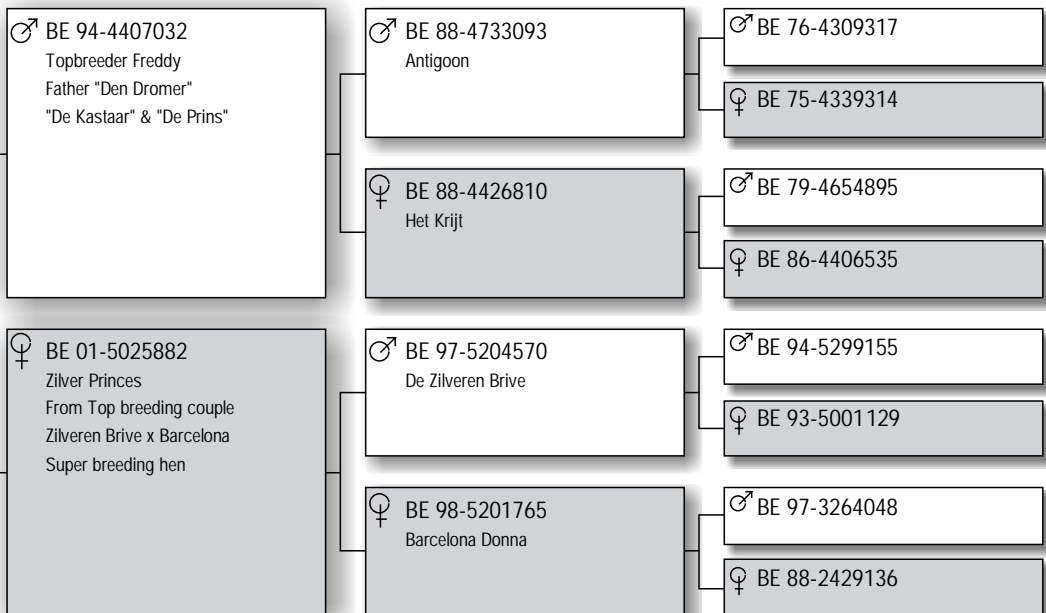 BE 94-4407032
Topbreeder Freddy
Father "Den Dromer"
"De Kastaar" & "De Prins"
BE 88-4733093
Antigoon
BE 76-4309317
BE 75-4339314
BE 88-4426810
Het Krijt
BE 79-4654895
BE 86-4406535
BE 01-5025882
Zilver Princes
From Top breeding couple
Zilveren Brive x Barcelona
Super breeding hen
BE 97-5204570
De Zilveren Brive
BE 94-5299155
BE 93-5001129
BE 98-5201765
Barcelona Donna
BE 97-3264048
BE 88-2429136